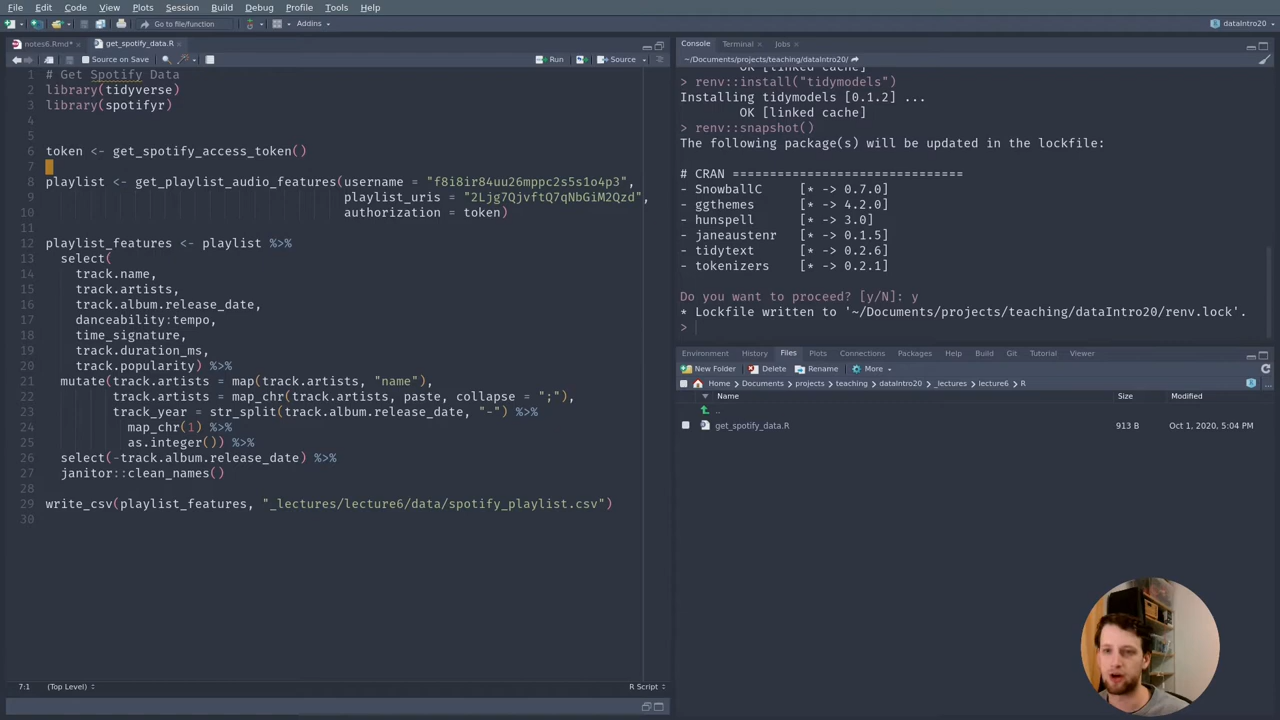 File Edit Code View Plots Session Build Debug Profile Tools Help
Go to file/function Addins dataIntro20
notes6.Rmd* get_spotify_data.R
Source on Save Run Source
1 # Get Spotify Data
2 library(tidyverse)
3 library(spotifyr)
4
5
6 token <- get_spotify_access_token()
7
8 playlist <- get_playlist_audio_features(username = "f8i8ir84uu26mppc2s5s1o4p3",
9 playlist_uris = "2Ljg7QjvftQ7qNbGiM2Qzd",
10 authorization = token)
11
12 playlist_features <- playlist %>%
13 select(
14 track.name,
15 track.artists,
16 track.album.release_date,
17 danceability:tempo,
18 time_signature,
19 track.duration_ms,
20 track.popularity) %>%
21 mutate(track.artists = map(track.artists, "name"),
22 track.artists = map_chr(track.artists, paste, collapse = ";"),
23 track_year = str_split(track.album.release_date, "-") %>%
24 map_chr(1) %>%
25 as.integer()) %>%
26 select(-track.album.release_date) %>%
27 janitor::clean_names()
28
29 write_csv(playlist_features, "_lectures/lecture6/data/spotify_playlist.csv")
30
7:1 (Top Level) R Script
Console Terminal Jobs
~/Documents/projects/teaching/dataIntro20/
OK [linked cache]
> renv::install("tidymodels")
Installing tidymodels [0.1.2] ...
OK [linked cache]
> renv::snapshot()
The following package(s) will be updated in the lockfile:
# CRAN ===============================
- SnowballC [* -> 0.7.0]
- ggthemes [* -> 4.2.0]
- hunspell [* -> 3.0]
- janeaustenr [* -> 0.1.5]
- tidytext [* -> 0.2.6]
- tokenizers [* -> 0.2.1]
Do you want to proceed? [y/N]: y
* Lockfile written to '~/Documents/projects/teaching/dataIntro20/renv.lock'.
>
Environment History Files Plots Connections Packages Help Build Git Tutorial Viewer
New Folder Delete Rename More
Home Documents projects teaching dataIntro20 _lectures lecture6 R ...
Name Size Modified
..
get_spotify_data.R 913 B Oct 1, 2020, 5:04 PM